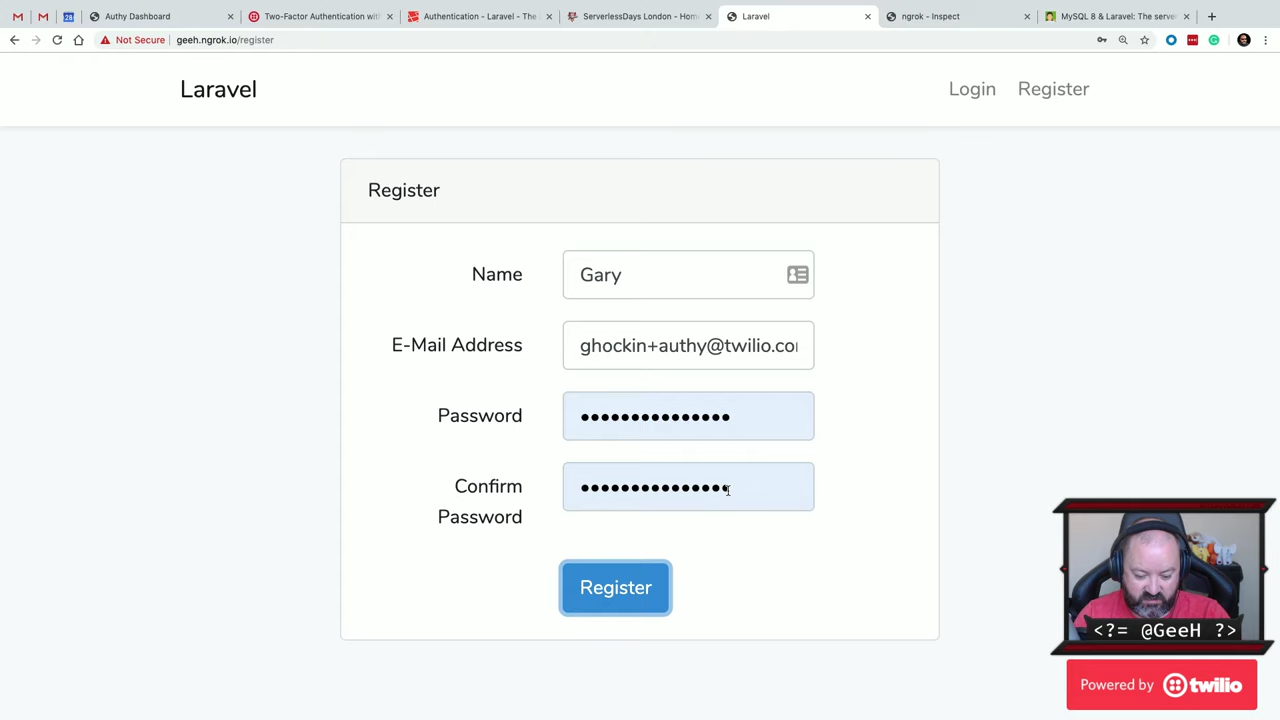 Authy Dashboard
Two-Factor Authentication with
Authentication - Laravel - The
ServerlessDays London - Hom
Laravel
ngrok - Inspect
MySQL 8 & Laravel: The server
Not Secure
geeh.ngrok.io/register
Laravel
Login
Register
Register
Name
Gary
E-Mail Address
ghockin+authy@twilio.co
Password
Confirm
Password
Register
<?= @GeeH ?>
Powered by twilio